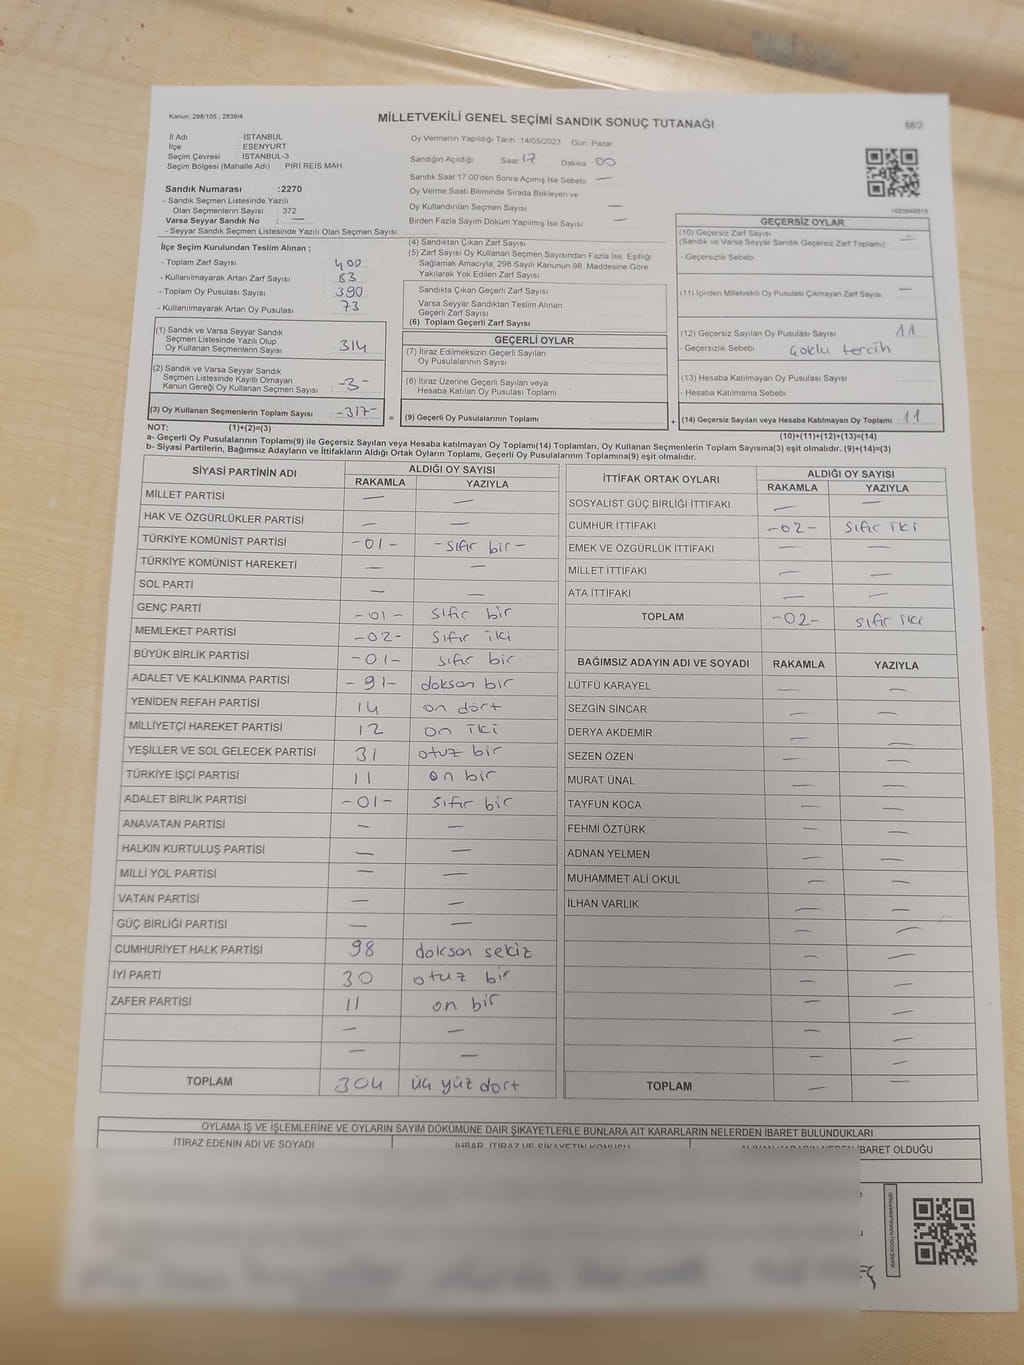 Kanun: 298/105 , 2839/4
MİLLETVEKİLİ GENEL SEÇİMİ SANDIK SONUÇ TUTANAĞI
M/2
İl Adı : İSTANBUL
İlçe : ESENYURT
Seçim Çevresi : İSTANBUL-3
Seçim Bölgesi (Mahalle Adı) : PIRI REIS MAH.
Sandık Numarası :2270
- Sandık Seçmen Listesinde Yazılı
Olan Seçmenlerin Sayısı : 372
Varsa Seyyar Sandık No : —
- Seyyar Sandık Seçmen Listesinde Yazılı Olan Seçmen Sayısı
Oy Vermenin Yapıldığı Tarih 14/05/2023 Gün Pazar
Sandığın Açıldığı Saat 17 Dakika 00
Sandık Saat 17.00'den Sonra Açımış İse Sebebi —
Oy Verme Saati Bitiminde Sırada Bekleyen ve
Oy Kullandırılan Seçmen Sayısı —
Birden Fazla Sayım Döküm Yapılmış İse Sayısı —
İlçe Seçim Kurulundan Teslim Alınan ;
- Toplam Zarf Sayısı : 400
- Kullanılmayarak Artan Zarf Sayısı : 83
- Toplam Oy Pusulası Sayısı : 390
- Kullanılmayarak Artan Oy Pusulası : 73
(1) Sandık ve Varsa Seyyar Sandık
Seçmen Listesinde Yazılı Olup
Oy Kullanan Seçmenlerin Sayısı : 314
(2) Sandık ve Varsa Seyyar Sandık
Seçmen Listesinde Kayıtlı Olmayan
Kanun Gereği Oy Kullanan Seçmen Sayısı : -3-
(3) Oy Kullanan Seçmenlerin Toplam Sayısı : -317- =
(4) Sandıktan Çıkan Zarf Sayısı
(5) Zarf Sayısı Oy Kullanan Seçmen Sayısından Fazla İse, Eşitliği
Sağlamak Amacıyla, 298 Sayılı Kanunun 98. Maddesine Göre
Yakılarak Yok Edilen Zarf Sayısı
Sandıkta Çıkan Geçerli Zarf Sayısı
Varsa Seyyar Sandıktan Teslim Alınan
Geçerli Zarf Sayısı
(6) Toplam Geçerli Zarf Sayısı
GEÇERLİ OYLAR
(7) İtiraz Edilmeksizin Geçerli Sayılan
Oy Pusulalarının Sayısı
(8) İtiraz Üzerine Geçerli Sayılan veya
Hesaba Katılan Oy Pusulası Toplamı
(9) Geçerli Oy Pusulalarının Toplamı +
GEÇERSİZ OYLAR
(10) Geçersiz Zarf Sayısı —
(Sandık ve Varsa Seyyar Sandık Geçersiz Zarf Toplamı)
- Geçersizlik Sebebi
(11) İçinden Milletvekili Oy Pusulası Çıkmayan Zarf Sayısı —
(12) Geçersiz Sayılan Oy Pusulası Sayısı 11
- Geçersizlik Sebebi Çoklu tercih
(13) Hesaba Katılmayan Oy Pusulası Sayısı
- Hesaba Katılmama Sebebi
(14) Geçersiz Sayılan veya Hesaba Katılmayan Oy Toplamı : 11
NOT: (1)+(2)=(3) (10)+(11)+(12)+(13)=(14)
a- Geçerli Oy Pusulalarının Toplamı(9) ile Geçersiz Sayılan veya Hesaba katılmayan Oy Toplamı(14) Toplamları, Oy Kullanan Seçmenlerin Toplam Sayısına(3) eşit olmalıdır. (9)+(14)=(3)
b- Siyasi Partilerin, Bağımsız Adayların ve İttifakların Aldığı Ortak Oyların Toplamı, Geçerli Oy Pusulalarının Toplamına(9) eşit olmalıdır.
SİYASİ PARTİNİN ADI ALDIĞI OY SAYISI
RAKAMLA YAZIYLA
MİLLET PARTİSİ — —
HAK VE ÖZGÜRLÜKLER PARTİSİ — —
TÜRKİYE KOMÜNİST PARTİSİ -01- -sıfır bir-
TÜRKİYE KOMÜNİST HAREKETİ — —
SOL PARTİ — —
GENÇ PARTİ -01- sıfır bir
MEMLEKET PARTİSİ -02- sıfır iki
BÜYÜK BİRLİK PARTİSİ -01- sıfır bir
ADALET VE KALKINMA PARTİSİ -91- doksan bir
YENİDEN REFAH PARTİSİ 14 on dört
MİLLİYETÇİ HAREKET PARTİSİ 12 on iki
YEŞİLLER VE SOL GELECEK PARTİSİ 31 otuz bir
TÜRKİYE İŞÇİ PARTİSİ 11 on bir
ADALET BİRLİK PARTİSİ -01- sıfır bir
ANAVATAN PARTİSİ — —
HALKIN KURTULUŞ PARTİSİ — —
MİLLİ YOL PARTİSİ — —
VATAN PARTİSİ — —
GÜÇ BİRLİĞİ PARTİSİ — —
CUMHURİYET HALK PARTİSİ 98 doksan sekiz
İYİ PARTİ 30 otuz bir
ZAFER PARTİSİ 11 on bir
— —
— —
TOPLAM 304 üç yüz dört
İTTİFAK ORTAK OYLARI ALDIĞI OY SAYISI
RAKAMLA YAZIYLA
SOSYALİST GÜÇ BİRLİĞİ İTTİFAKI — —
CUMHUR İTTİFAKI -02- sıfır iki
EMEK VE ÖZGÜRLÜK İTTİFAKI — —
MİLLET İTTİFAKI — —
ATA İTTİFAKI — —
TOPLAM -02- sıfır iki
BAĞIMSIZ ADAYIN ADI VE SOYADI RAKAMLA YAZIYLA
LÜTFÜ KARAYEL — —
SEZGİN SİNCAR — —
DERYA AKDEMİR — —
SEZEN ÖZEN — —
MURAT ÜNAL — —
TAYFUN KOCA — —
FEHMİ ÖZTÜRK — —
ADNAN YELMEN — —
MUHAMMET ALİ OKUL — —
İLHAN VARLIK — —
— —
— —
— —
— —
— —
— —
TOPLAM — —
OYLAMA İŞ VE İŞLEMLERİNE VE OYLARIN SAYIM DÖKÜMÜNE DAİR ŞİKAYETLERLE BUNLARA AİT KARARLARIN NELERDEN İBARET BULUNDUKLARI
İTİRAZ EDENİN ADI VE SOYADI İHBAR, İTİRAZ VE ŞİKAYETİN KONUSU ALINAN KARARIN NEDEN İBARET OLDUĞU